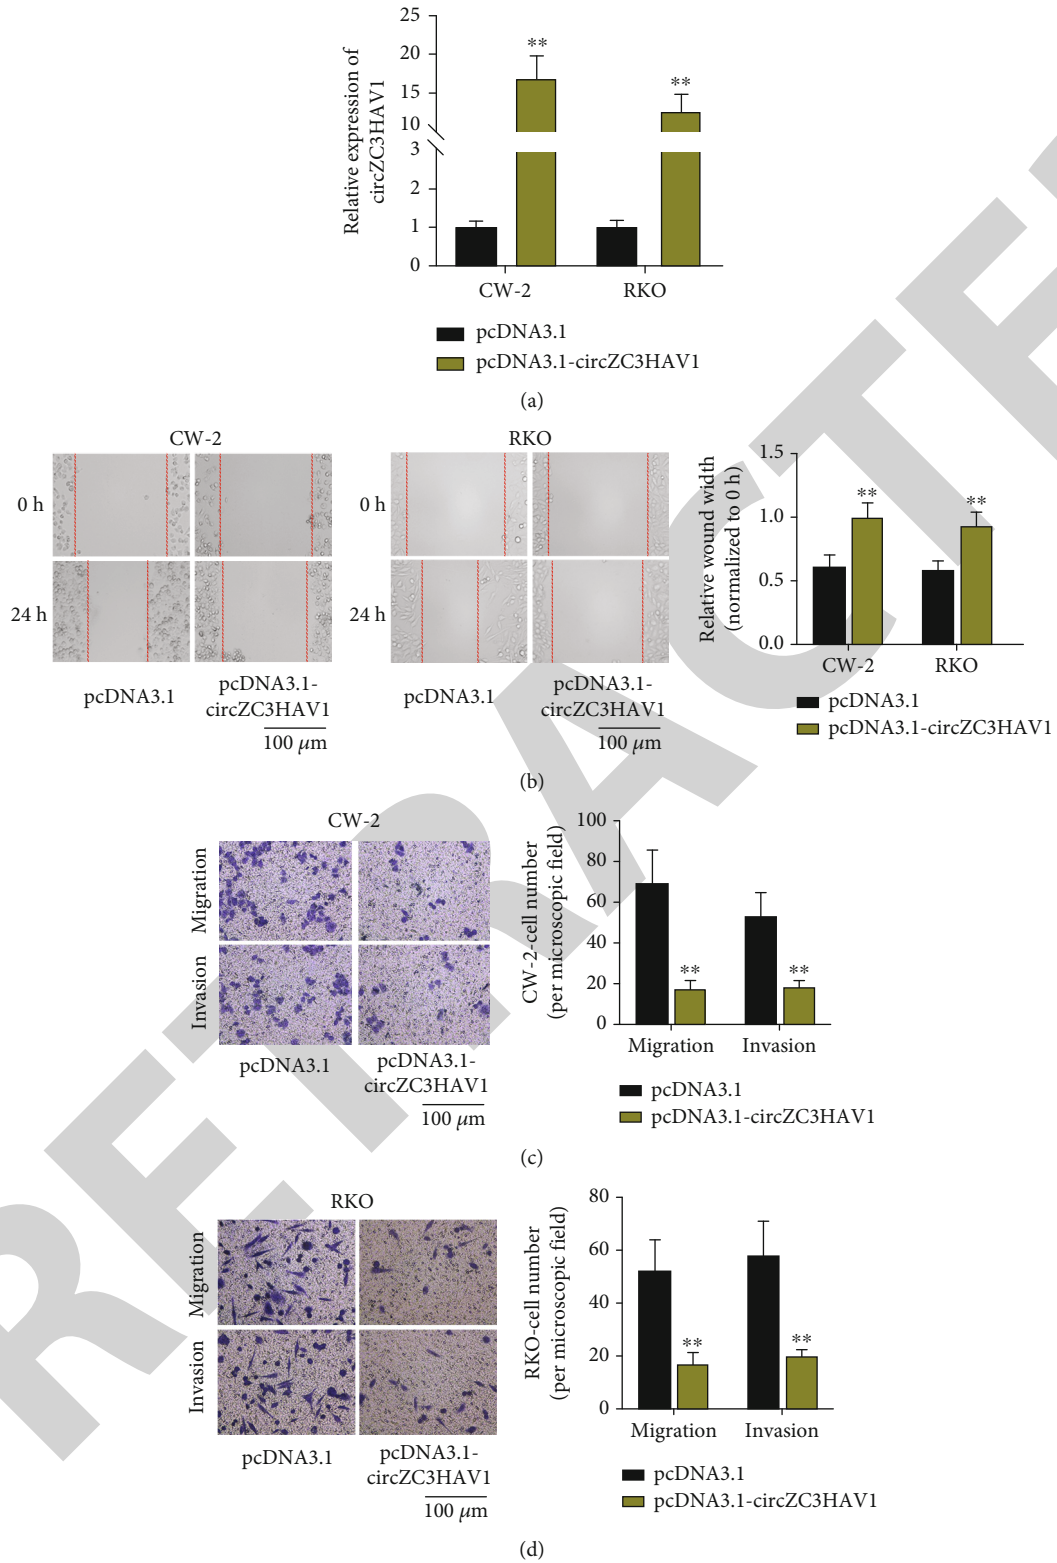 25
20
15
10
3
2
1
0
Relative expression of
circZC3HAV1
**
**
CW-2
RKO
pcDNA3.1
pcDNA3.1-circZC3HAV1
(a)
CW-2
RKO
0 h
24 h
pcDNA3.1
pcDNA3.1-
circZC3HAV1
100 µm
0 h
24 h
pcDNA3.1
pcDNA3.1-
circZC3HAV1
100 µm
Relative wound width
(normalized to 0 h)
1.5
1.0
0.5
0.0
**
**
CW-2
RKO
pcDNA3.1
pcDNA3.1-circZC3HAV1
(b)
CW-2
Migration
Invasion
pcDNA3.1
pcDNA3.1-
circZC3HAV1
100 µm
CW-2-cell number
(per microscopic field)
100
80
60
40
20
0
**
**
Migration
Invasion
pcDNA3.1
pcDNA3.1-circZC3HAV1
(c)
RKO
Migration
Invasion
pcDNA3.1
pcDNA3.1-
circZC3HAV1
100 µm
RKO-cell number
(per microscopic field)
80
60
40
20
0
**
**
Migration
Invasion
pcDNA3.1
pcDNA3.1-circZC3HAV1
(d)
RETRACTE